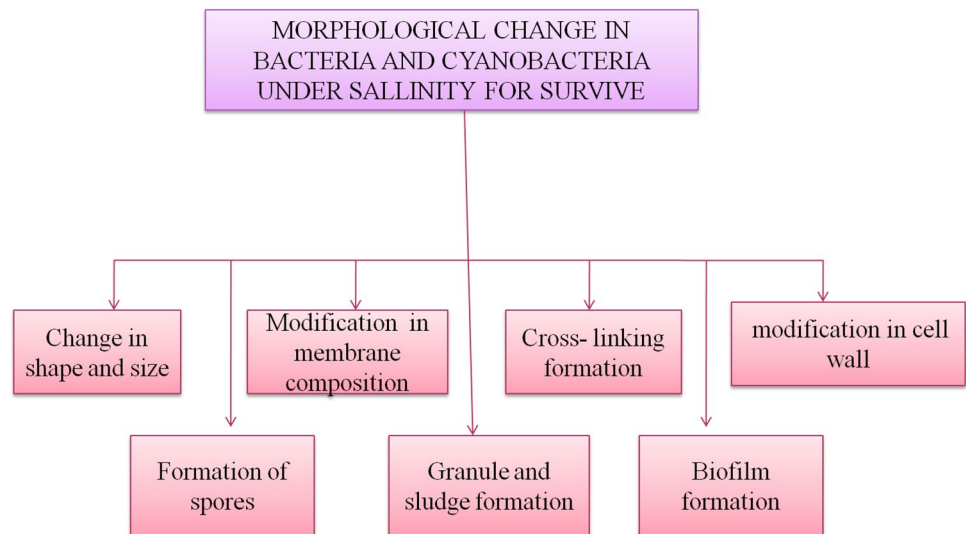 MORPHOLOGICAL CHANGE IN
BACTERIA AND CYANOBACTERIA
UNDER SALLINITY FOR SURVIVE
Change in
shape and size
Modification in
membrane
composition
Cross- linking
formation
modification in cell
wall
Formation of
spores
Granule and
sludge formation
Biofilm
formation